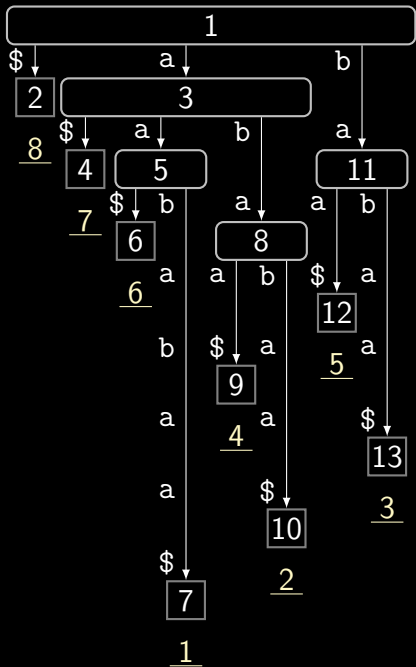 1
$ a b
2 3
8 $ a b a
4 5 11
7 $ b a a b
6 8
6 a a b $ a
12
b $ a 5 a
9
a 4 a $
13
a $ 3
10
$ 2
7
1